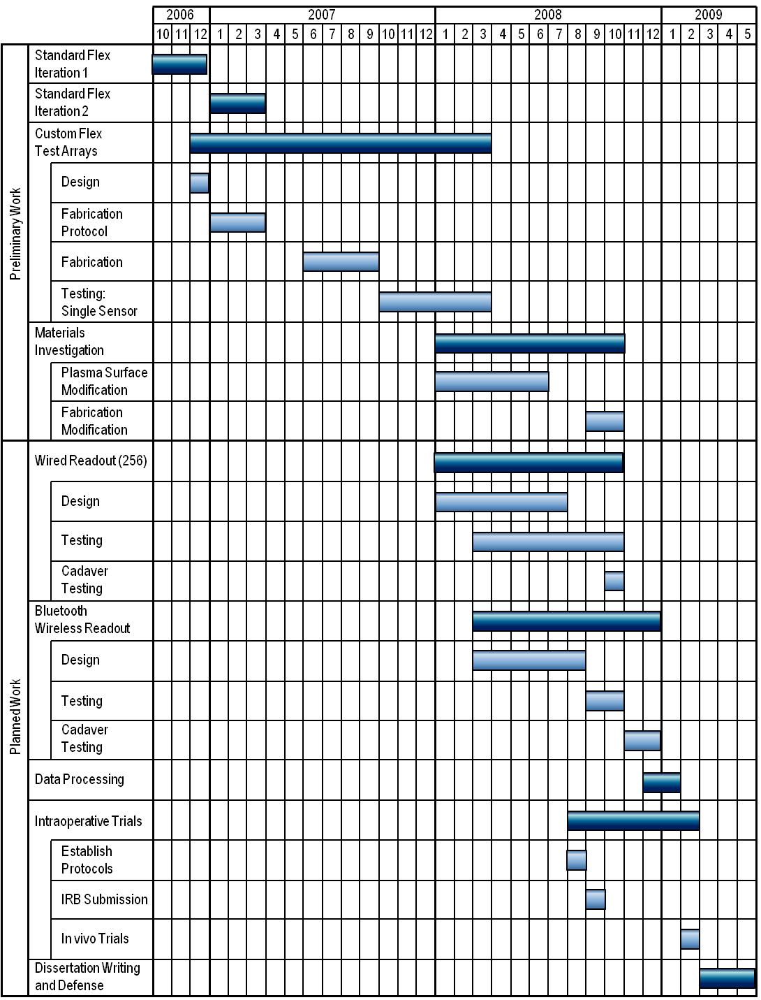 2006 2007 2008 2009
10 11 12 1 2 3 4 5 6 7 8 9 10 11 12 1 2 3 4 5 6 7 8 9 10 11 12 1 2 3 4 5
Preliminary Work
Standard Flex
Iteration 1
Standard Flex
Iteration 2
Custom Flex
Test Arrays
Design
Fabrication
Protocol
Fabrication
Testing:
Single Sensor
Materials
Investigation
Plasma Surface
Modification
Fabrication
Modification
Planned Work
Wired Readout (256)
Design
Testing
Cadaver
Testing
Bluetooth
Wireless Readout
Design
Testing
Cadaver
Testing
Data Processing
Intraoperative Trials
Establish
Protocols
IRB Submission
In vivo Trials
Dissertation Writing
and Defense